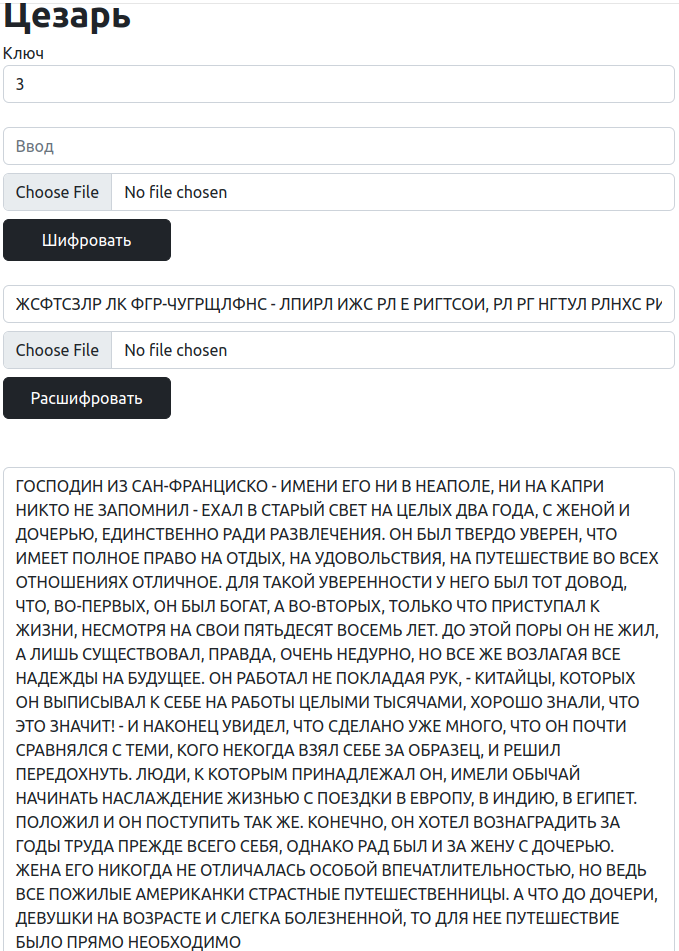 Цезарь
Ключ
3
Ввод
Choose File No file chosen
Шифровать
ЖСФТСЗЛР ЛК ФГР-ЧУГРЩЛФНС - ЛПИРЛ ИЖС РЛ Е РИГТСОИ, РЛ РГ НГТУЛ РЛНХС РИ
Choose File No file chosen
Расшифровать
ГОСПОДИН ИЗ САН-ФРАНЦИСКО - ИМЕНИ ЕГО НИ В НЕАПОЛЕ, НИ НА КАПРИ
НИКТО НЕ ЗАПОМНИЛ - ЕХАЛ В СТАРЫЙ СВЕТ НА ЦЕЛЫХ ДВА ГОДА, С ЖЕНОЙ И
ДОЧЕРЬЮ, ЕДИНСТВЕННО РАДИ РАЗВЛЕЧЕНИЯ. ОН БЫЛ ТВЕРДО УВЕРЕН, ЧТО
ИМЕЕТ ПОЛНОЕ ПРАВО НА ОТДЫХ, НА УДОВОЛЬСТВИЯ, НА ПУТЕШЕСТВИЕ ВО ВСЕХ
ОТНОШЕНИЯХ ОТЛИЧНОЕ. ДЛЯ ТАКОЙ УВЕРЕННОСТИ У НЕГО БЫЛ ТОТ ДОВОД,
ЧТО, ВО-ПЕРВЫХ, ОН БЫЛ БОГАТ, А ВО-ВТОРЫХ, ТОЛЬКО ЧТО ПРИСТУПАЛ К
ЖИЗНИ, НЕСМОТРЯ НА СВОИ ПЯТЬДЕСЯТ ВОСЕМЬ ЛЕТ. ДО ЭТОЙ ПОРЫ ОН НЕ ЖИЛ,
А ЛИШЬ СУЩЕСТВОВАЛ, ПРАВДА, ОЧЕНЬ НЕДУРНО, НО ВСЕ ЖЕ ВОЗЛАГАЯ ВСЕ
НАДЕЖДЫ НА БУДУЩЕЕ. ОН РАБОТАЛ НЕ ПОКЛАДАЯ РУК, - КИТАЙЦЫ, КОТОРЫХ
ОН ВЫПИСЫВАЛ К СЕБЕ НА РАБОТЫ ЦЕЛЫМИ ТЫСЯЧАМИ, ХОРОШО ЗНАЛИ, ЧТО
ЭТО ЗНАЧИТ! - И НАКОНЕЦ УВИДЕЛ, ЧТО СДЕЛАНО УЖЕ МНОГО, ЧТО ОН ПОЧТИ
СРАВНЯЛСЯ С ТЕМИ, КОГО НЕКОГДА ВЗЯЛ СЕБЕ ЗА ОБРАЗЕЦ, И РЕШИЛ
ПЕРЕДОХНУТЬ. ЛЮДИ, К КОТОРЫМ ПРИНАДЛЕЖАЛ ОН, ИМЕЛИ ОБЫЧАЙ
НАЧИНАТЬ НАСЛАЖДЕНИЕ ЖИЗНЬЮ С ПОЕЗДКИ В ЕВРОПУ, В ИНДИЮ, В ЕГИПЕТ.
ПОЛОЖИЛ И ОН ПОСТУПИТЬ ТАК ЖЕ. КОНЕЧНО, ОН ХОТЕЛ ВОЗНАГРАДИТЬ ЗА
ГОДЫ ТРУДА ПРЕЖДЕ ВСЕГО СЕБЯ, ОДНАКО РАД БЫЛ И ЗА ЖЕНУ С ДОЧЕРЬЮ.
ЖЕНА ЕГО НИКОГДА НЕ ОТЛИЧАЛАСЬ ОСОБОЙ ВПЕЧАТЛИТЕЛЬНОСТЬЮ, НО ВЕДЬ
ВСЕ ПОЖИЛЫЕ АМЕРИКАНКИ СТРАСТНЫЕ ПУТЕШЕСТВЕННИЦЫ. А ЧТО ДО ДОЧЕРИ,
ДЕВУШКИ НА ВОЗРАСТЕ И СЛЕГКА БОЛЕЗНЕННОЙ, ТО ДЛЯ НЕЕ ПУТЕШЕСТВИЕ
БЫЛО ПРЯМО НЕОБХОДИМО